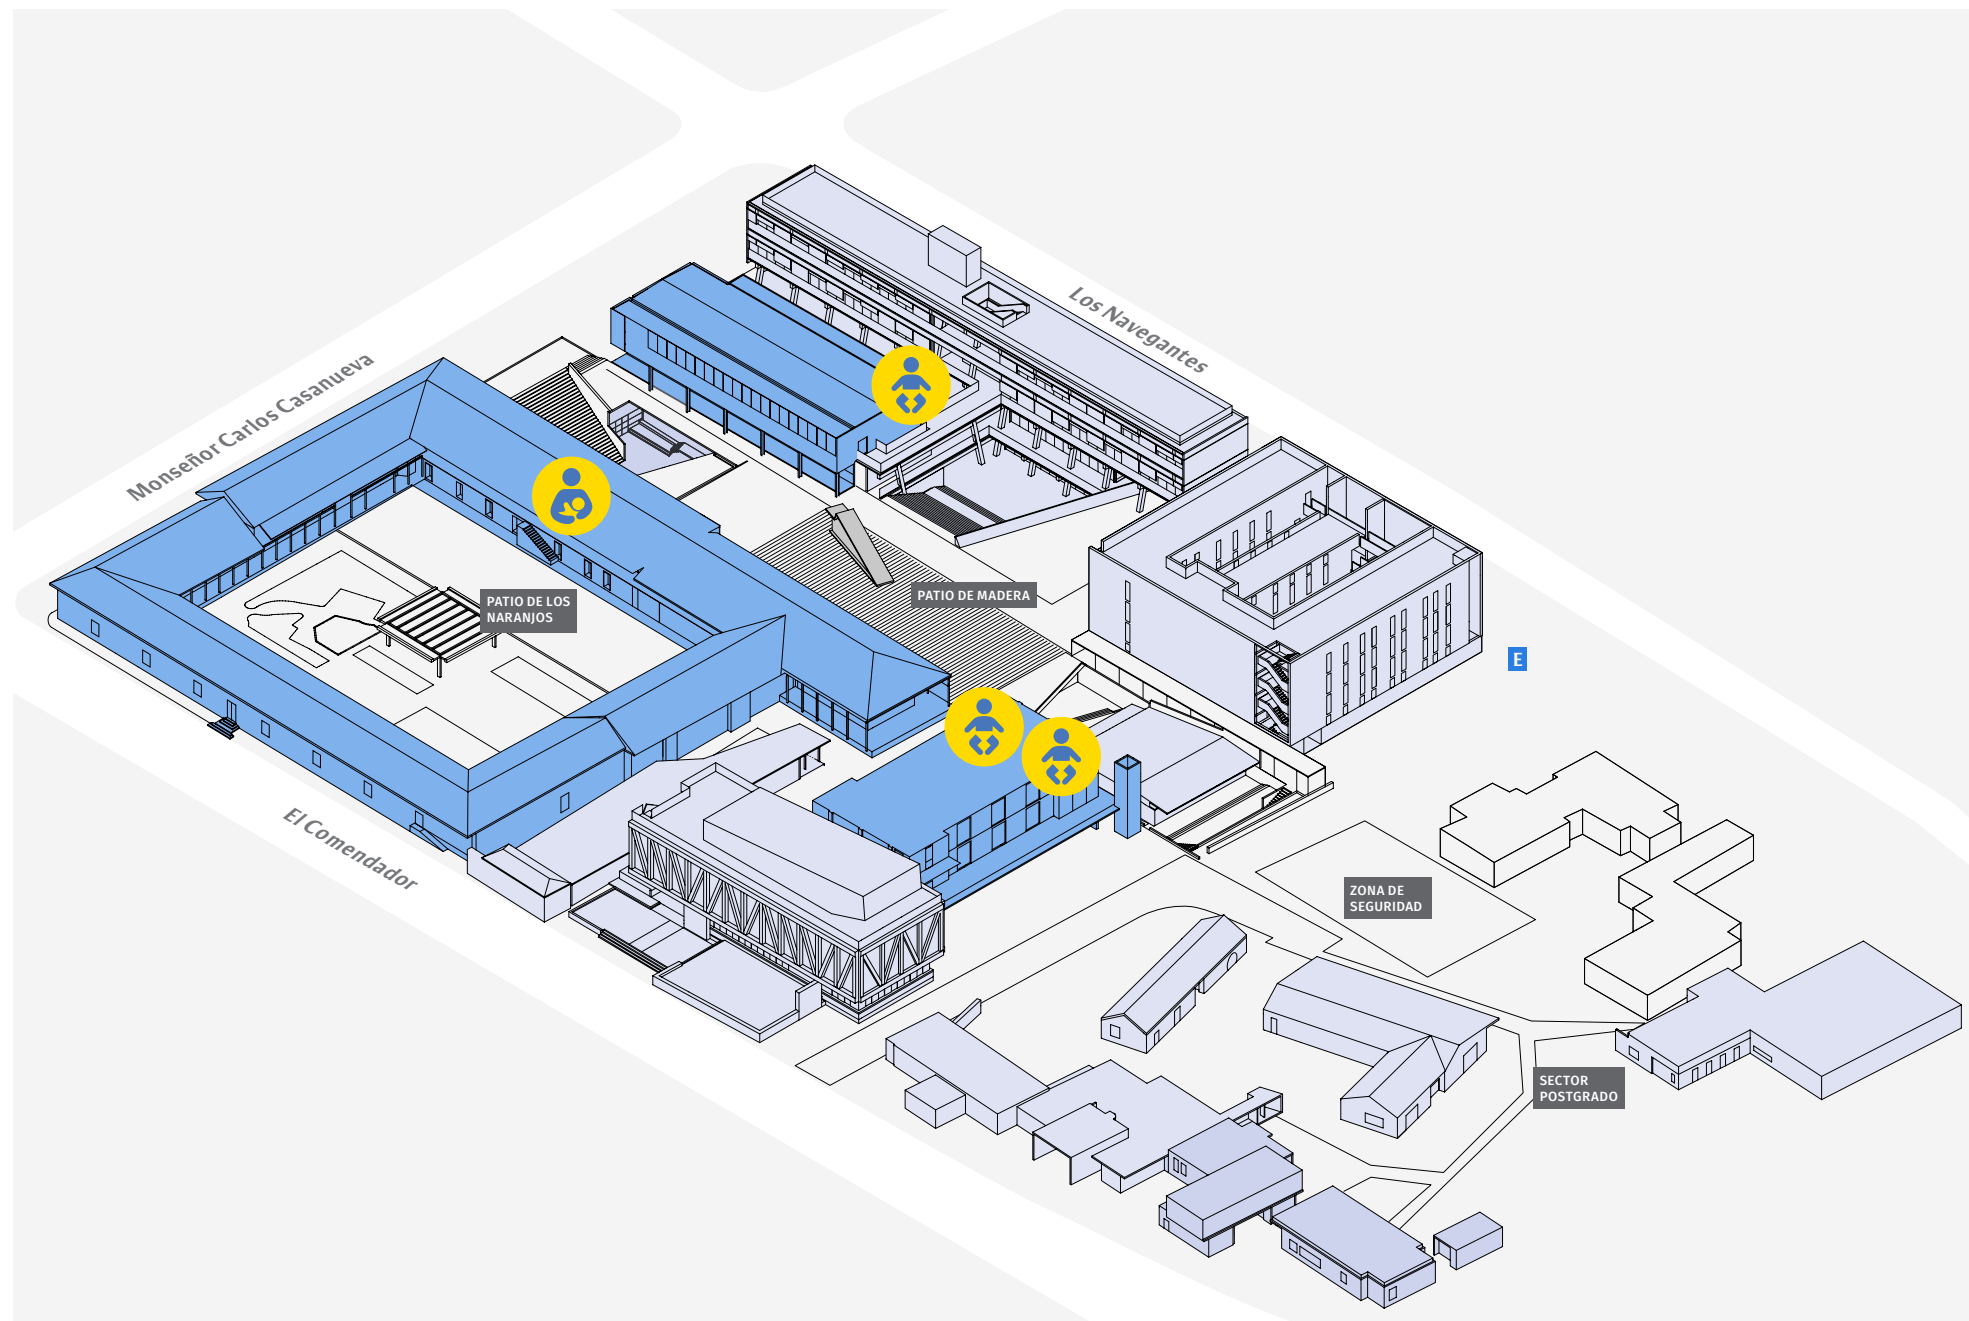 Los Navegantes
Monseñor Carlos Casanueva
PATIO DE LOS
NARANJOS
PATIO DE MADERA
E
El Comendador
ZONA DE
SEGURIDAD
SECTOR
POSTGRADO